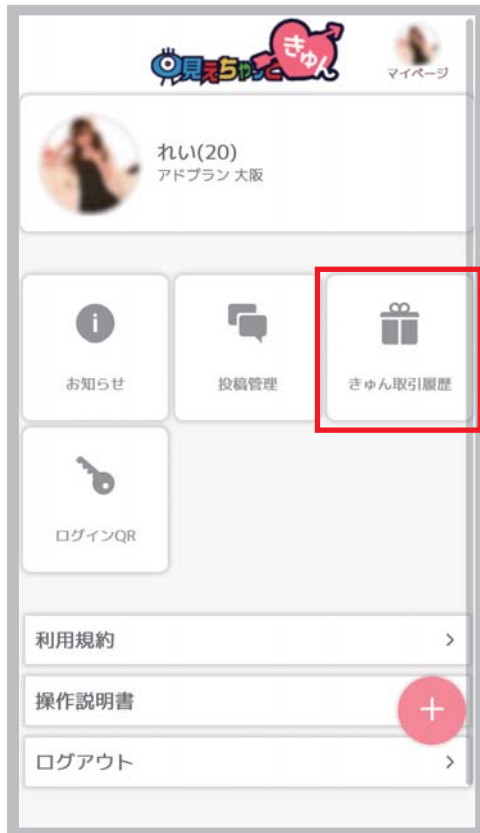 見えちゃっときゅん
マイページ
れい(20)
アドプラン 大阪
お知らせ
投稿管理
きゅん取引履歴
ログインQR
利用規約
操作説明書
ログアウト